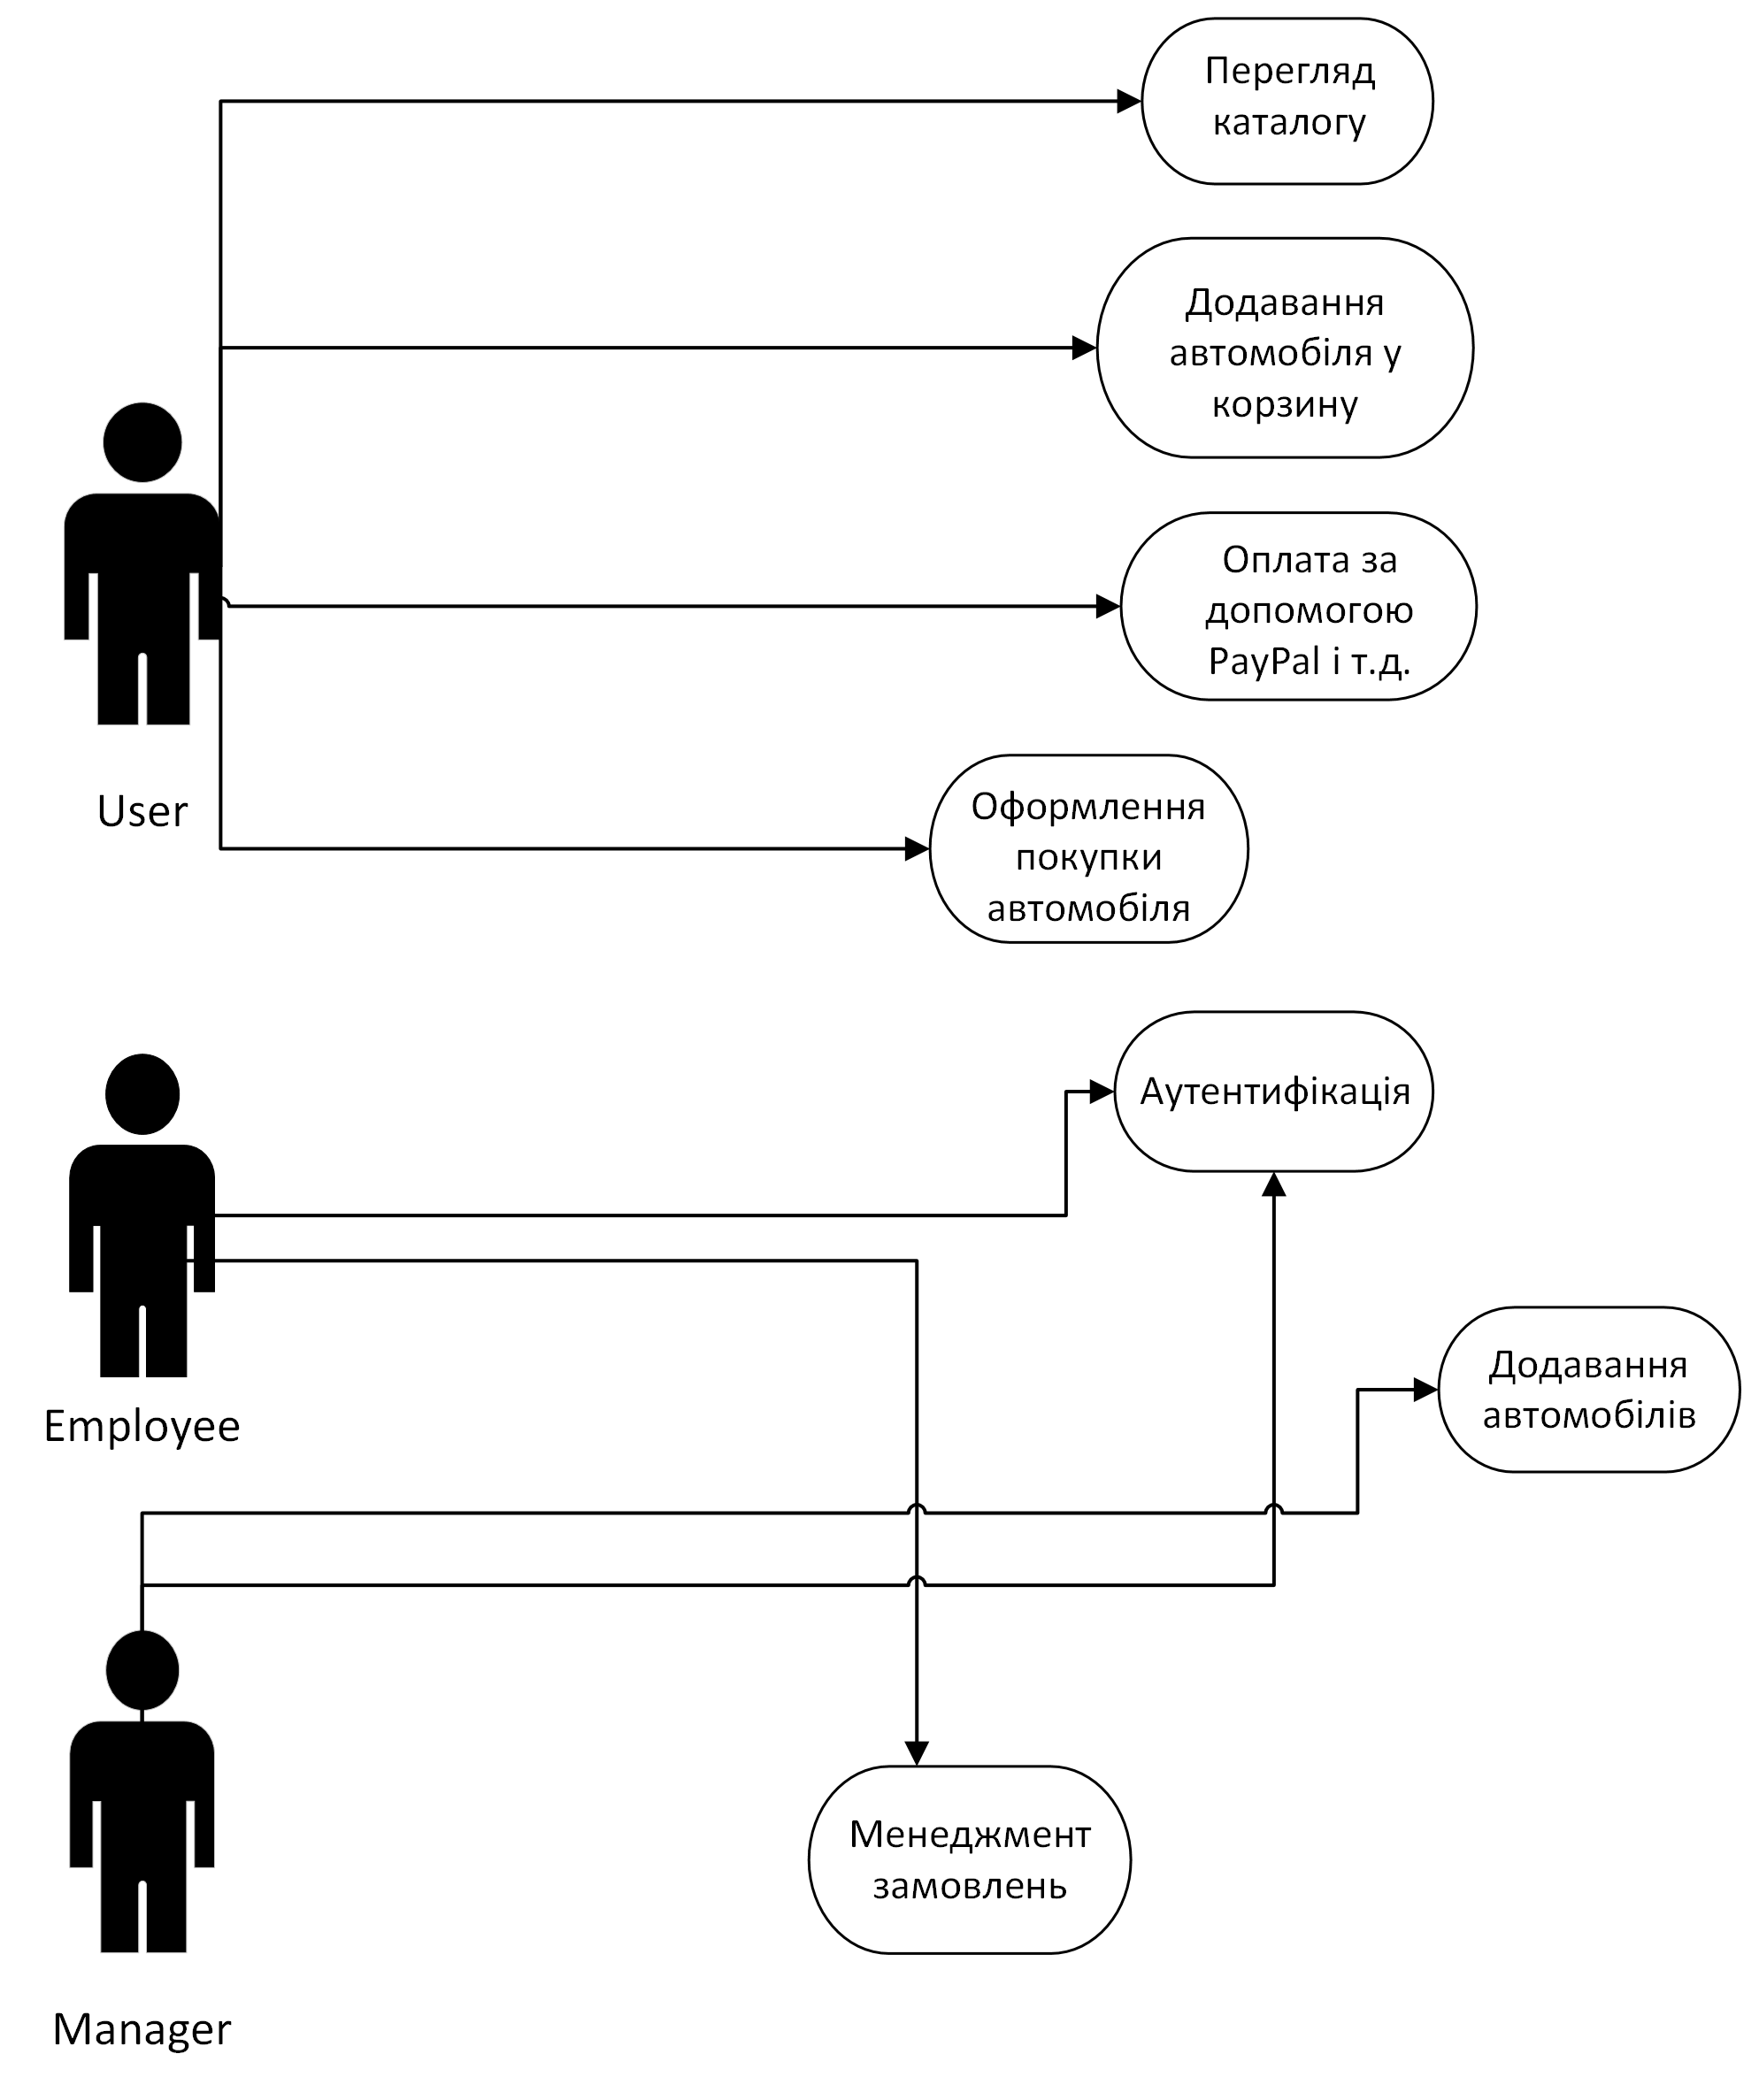 Перегляд
каталогу
Додавання
автомобіля у
корзину
Оплата за
допомогою
PayPal і т.д.
User
Оформлення
покупки
автомобіля
Аутентифікація
Employee
Додавання
автомобілів
Менеджмент
замовлень
Manager